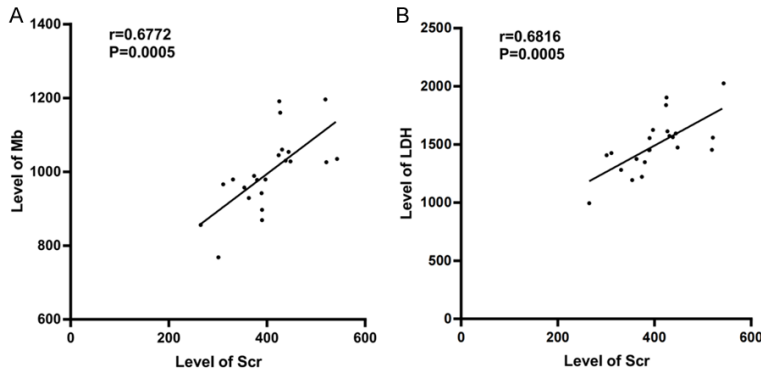 A
r=0.6772
P=0.0005
1400
1200
1000
800
600
0 200 400 600
Level of Mb
Level of Scr
B
r=0.6816
P=0.0005
2500
2000
1500
1000
500
0
0 200 400 600
Level of LDH
Level of Scr